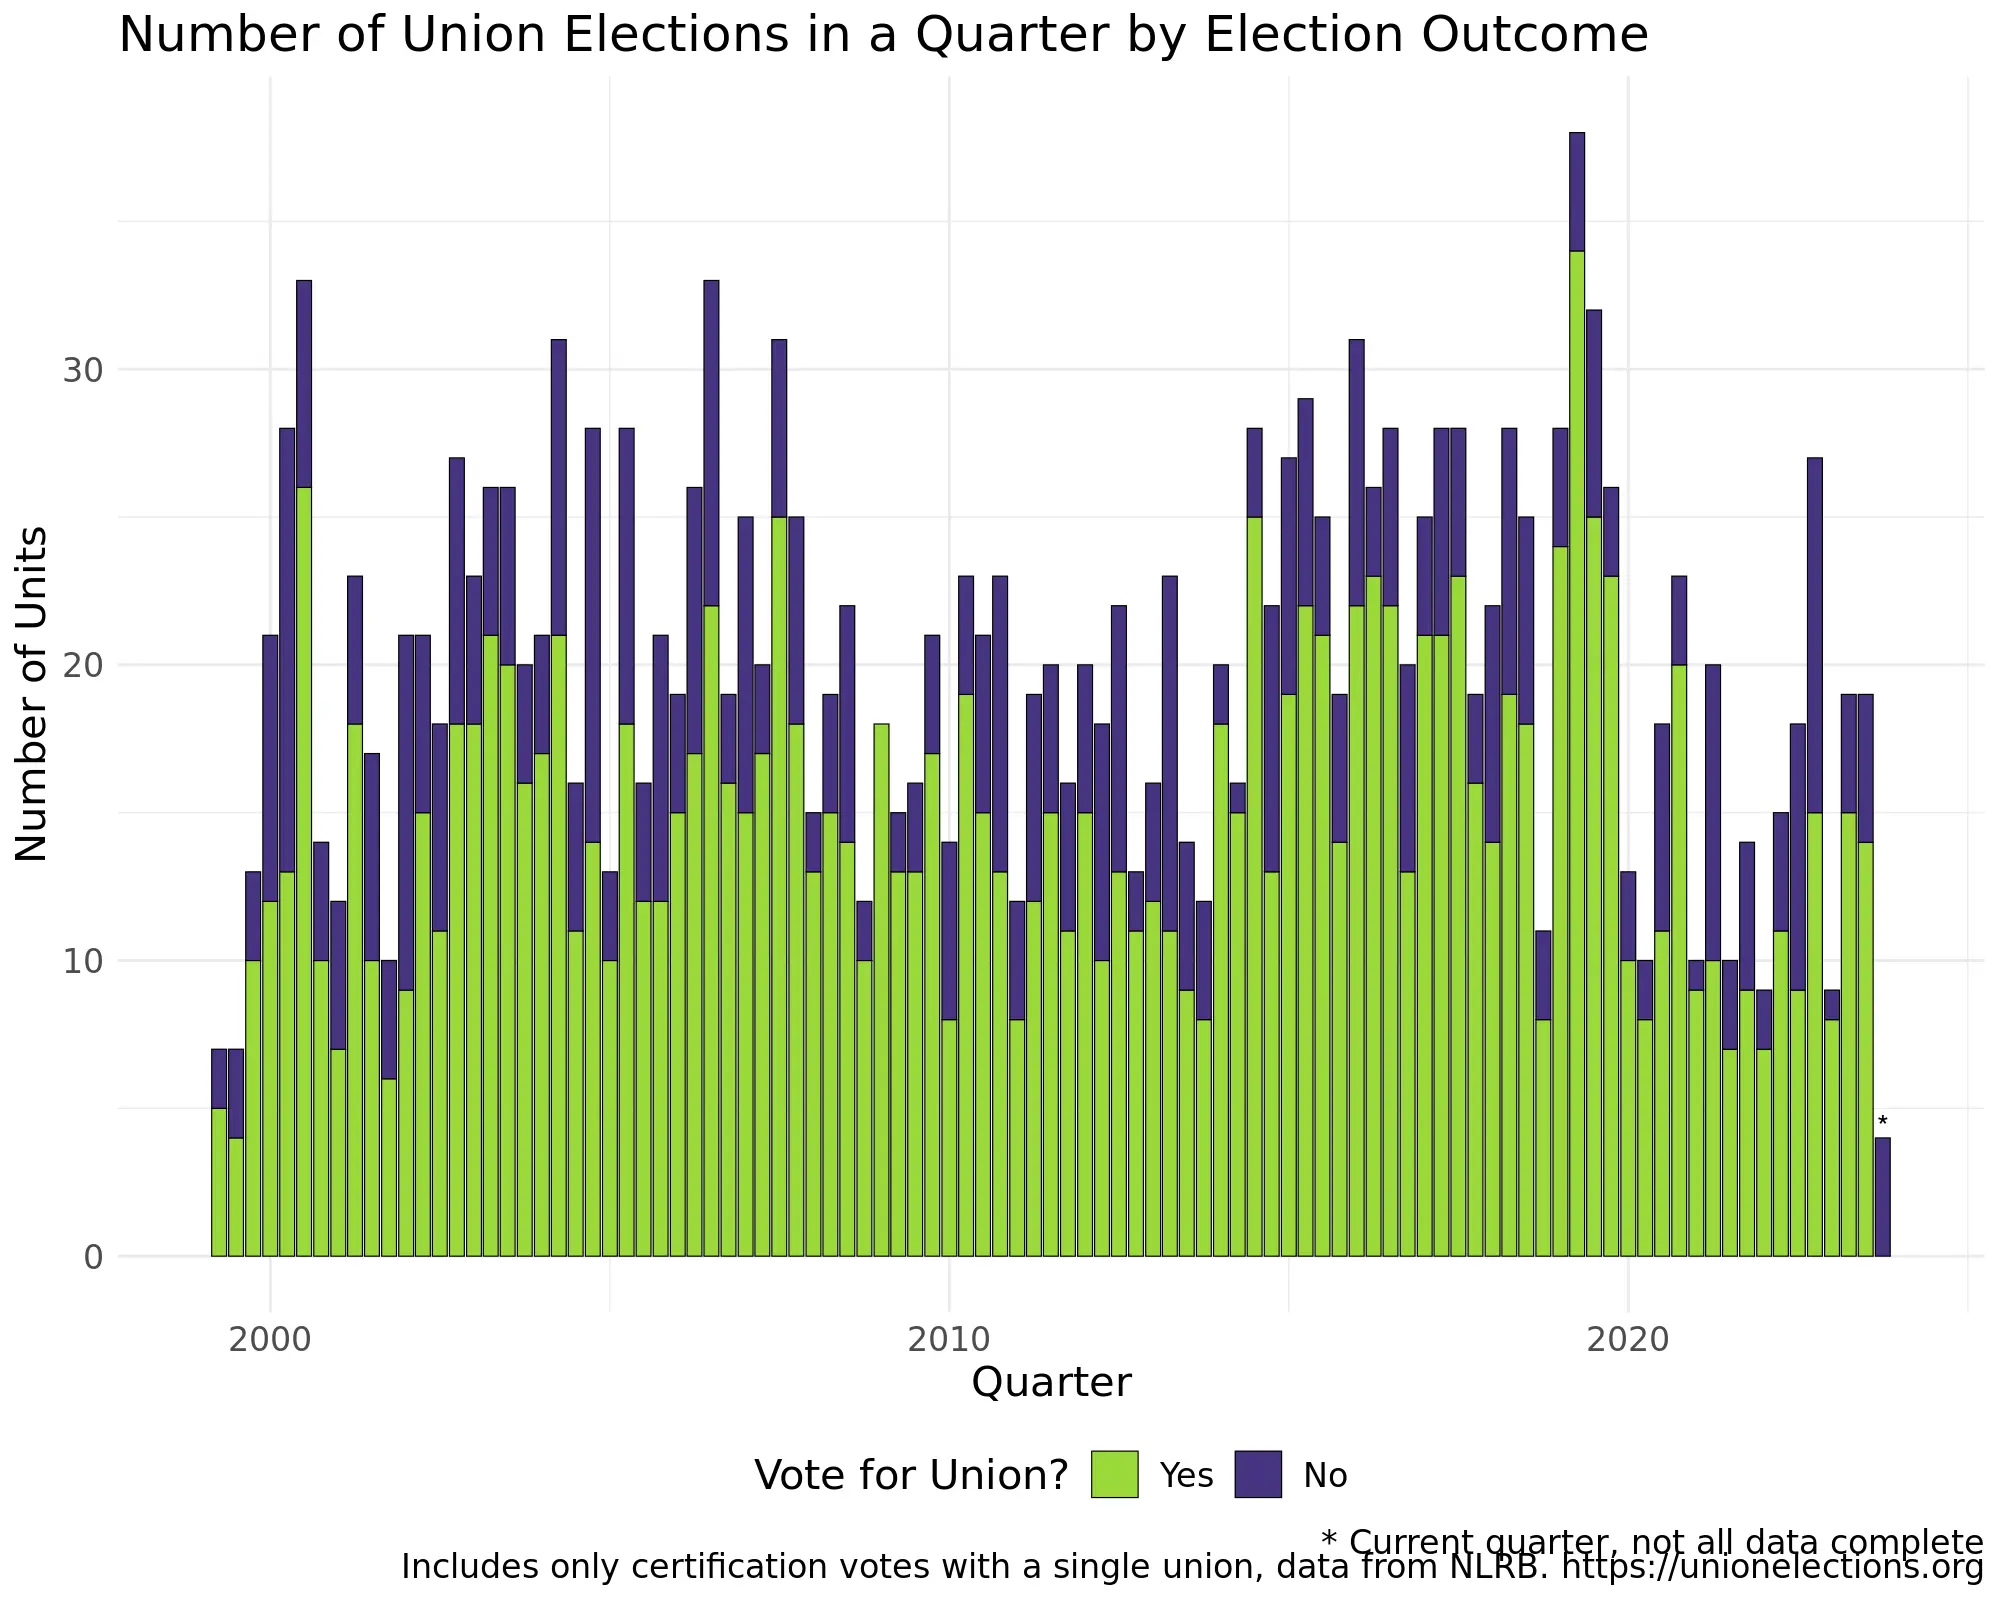 Number of Union Elections in a Quarter by Election Outcome
Number of Units
30
20
10
0
*
2000 2010 2020
Quarter
Vote for Union? Yes No
* Current quarter, not all data complete
Includes only certification votes with a single union, data from NLRB. https://unionelections.org